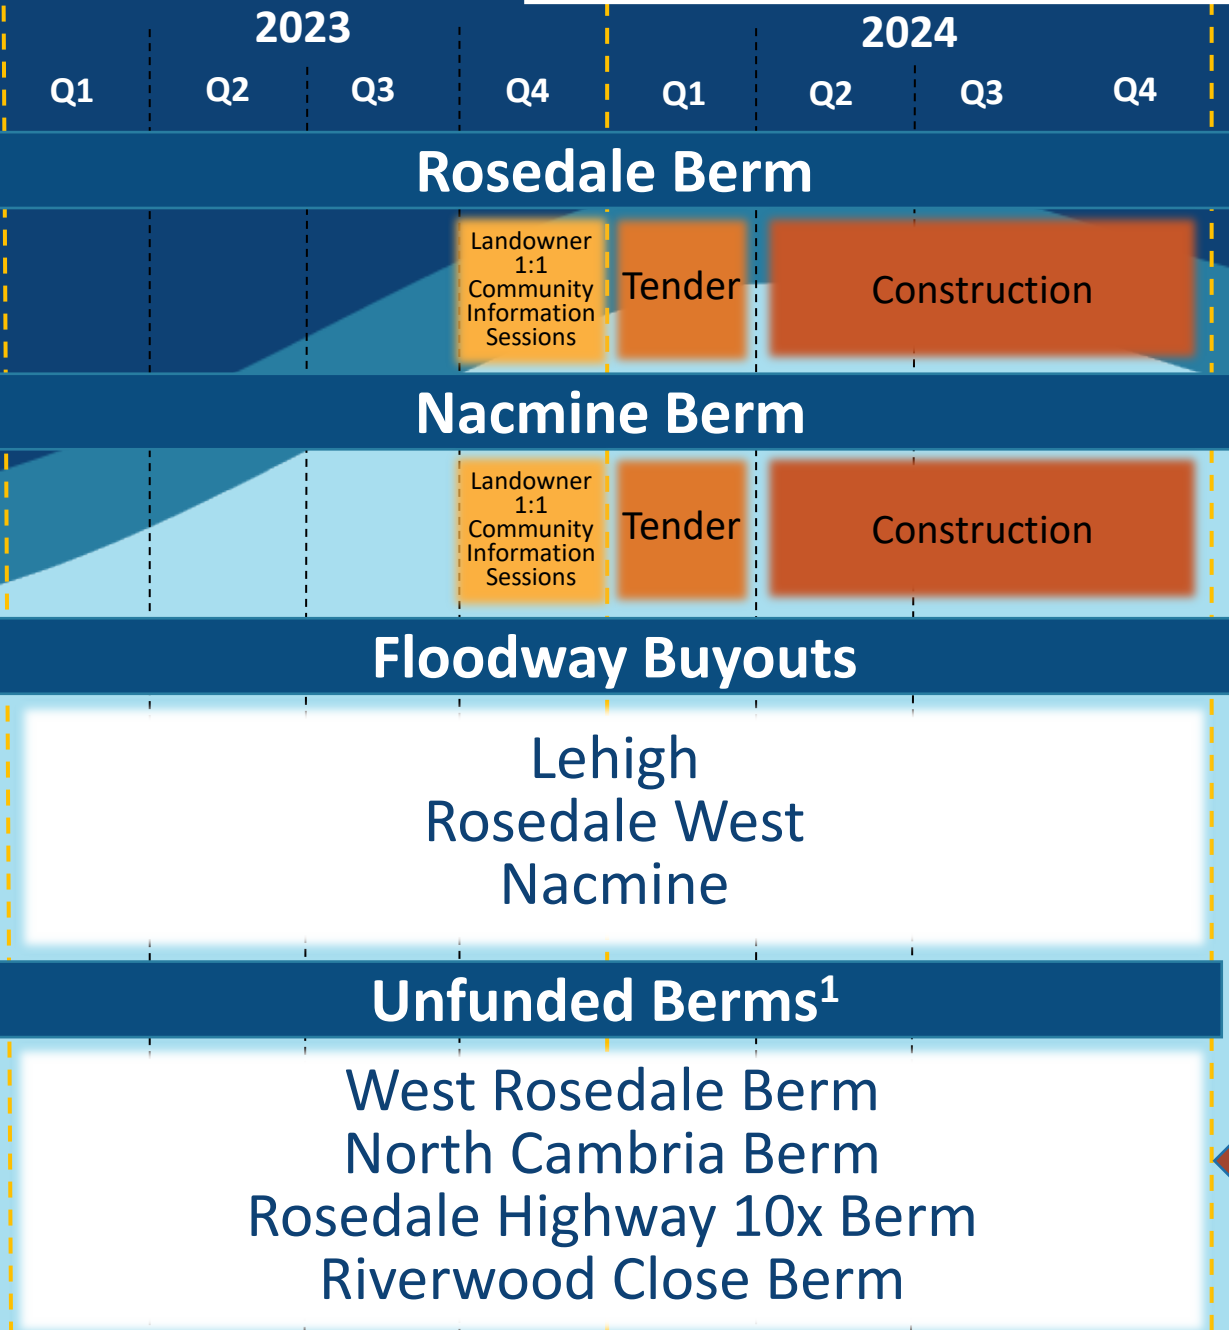 2023 2024
Q1 Q2 Q3 Q4 Q1 Q2 Q3 Q4
Rosedale Berm
Landowner
1:1
Community
Information
Sessions
Tender
Construction
Nacmine Berm
Landowner
1:1
Community
Information
Sessions
Tender
Construction
Floodway Buyouts
Lehigh
Rosedale West
Nacmine
Unfunded Berms¹
West Rosedale Berm
North Cambria Berm
Rosedale Highway 10x Berm
Riverwood Close Berm